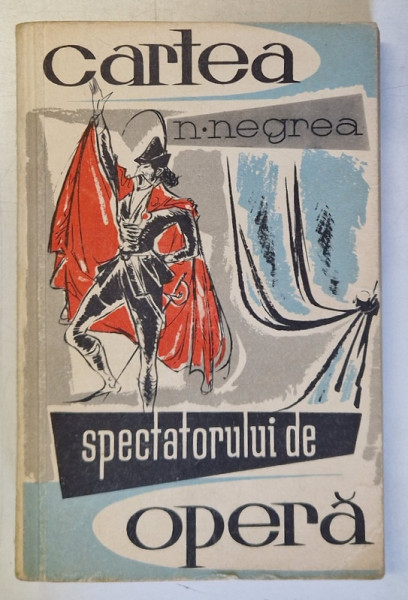 cartea
n.negrea
spectatorului de
operă